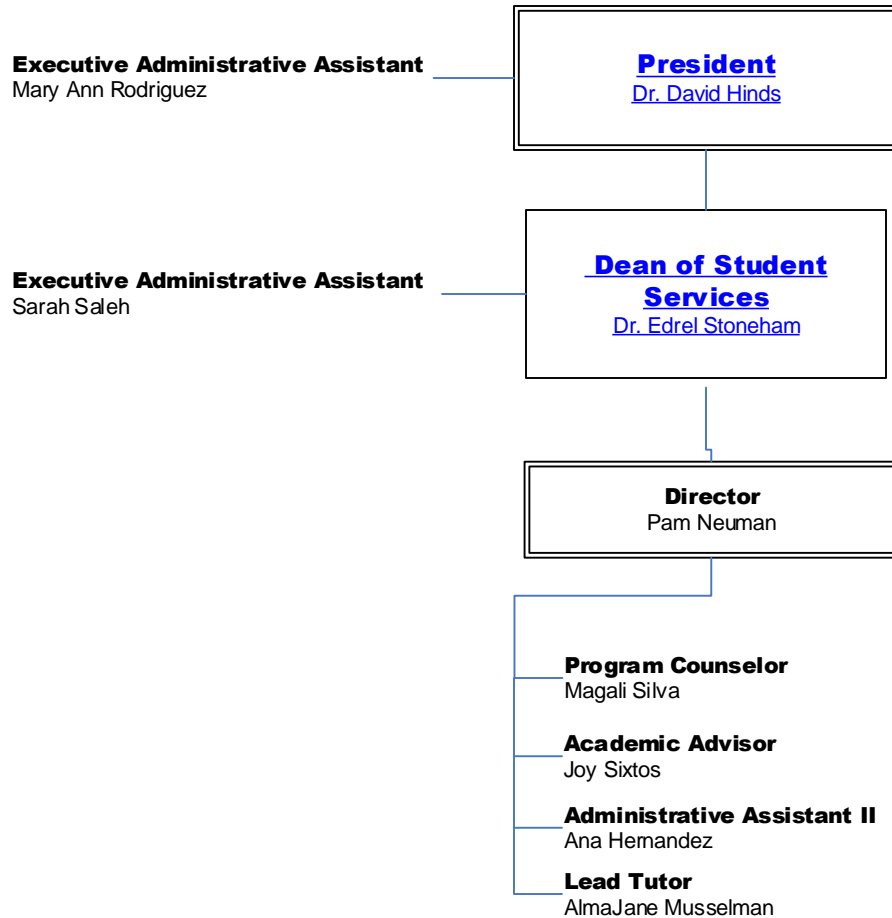 Executive Administrative Assistant
Mary Ann Rodriguez
President
Dr. David Hinds
Executive Administrative Assistant
Sarah Saleh
Dean of Student
Services
Dr. Edrel Stoneham
Director
Pam Neuman
Program Counselor
Magali Silva
Academic Advisor
Joy Sixtos
Administrative Assistant II
Ana Hernandez
Lead Tutor
AlmaJane Musselman